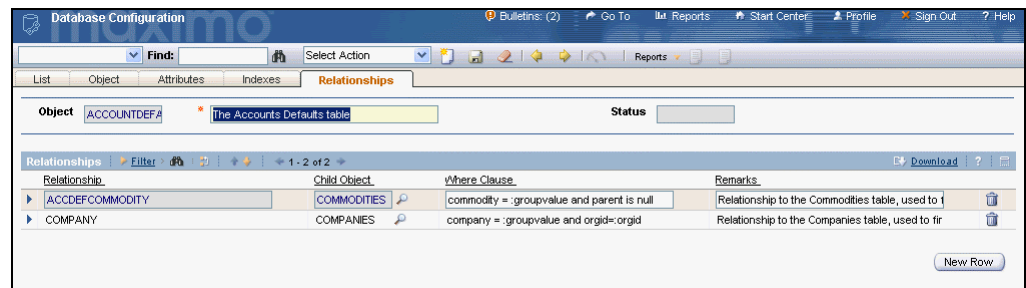 Database Configuration
Bulletins: (2) Go To Reports Start Center Profile Sign Out ? Help
maximo
Find: Select Action Reports
List Object Attributes Indexes Relationships
Object ACCOUNTDEFA * The Accounts Defaults table Status
Relationships Filter 1 - 2 of 2 Download ?
Relationship Child Object Where Clause Remarks
ACCDEFCOMMODITY COMMODITIES commodity = :groupvalue and parent is null Relationship to the Commodities table, used to f
COMPANY COMPANIES company = :groupvalue and orgid=:orgid Relationship to the Companies table, used to fir
New Row